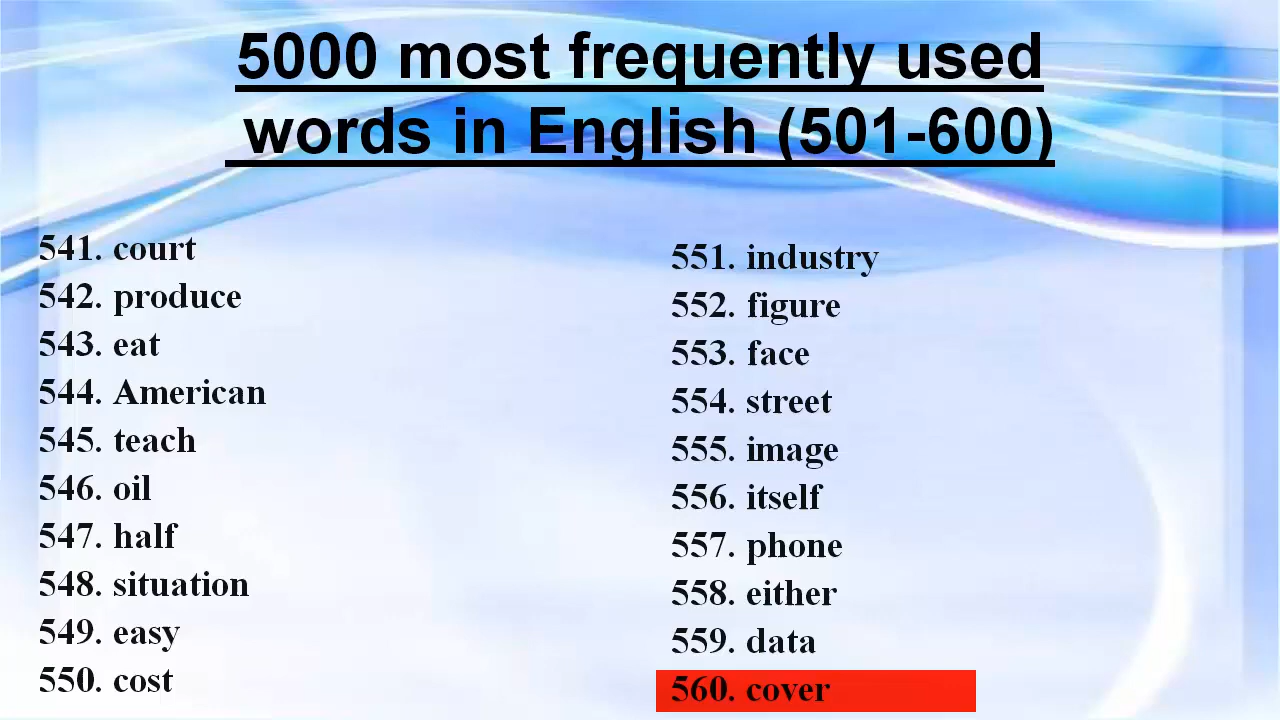 5000 most frequently used
words in English (501-600)
541. court
542. produce
543. eat
544. American
545. teach
546. oil
547. half
548. situation
549. easy
550. cost
551. industry
552. figure
553. face
554. street
555. image
556. itself
557. phone
558. either
559. data
560. cover